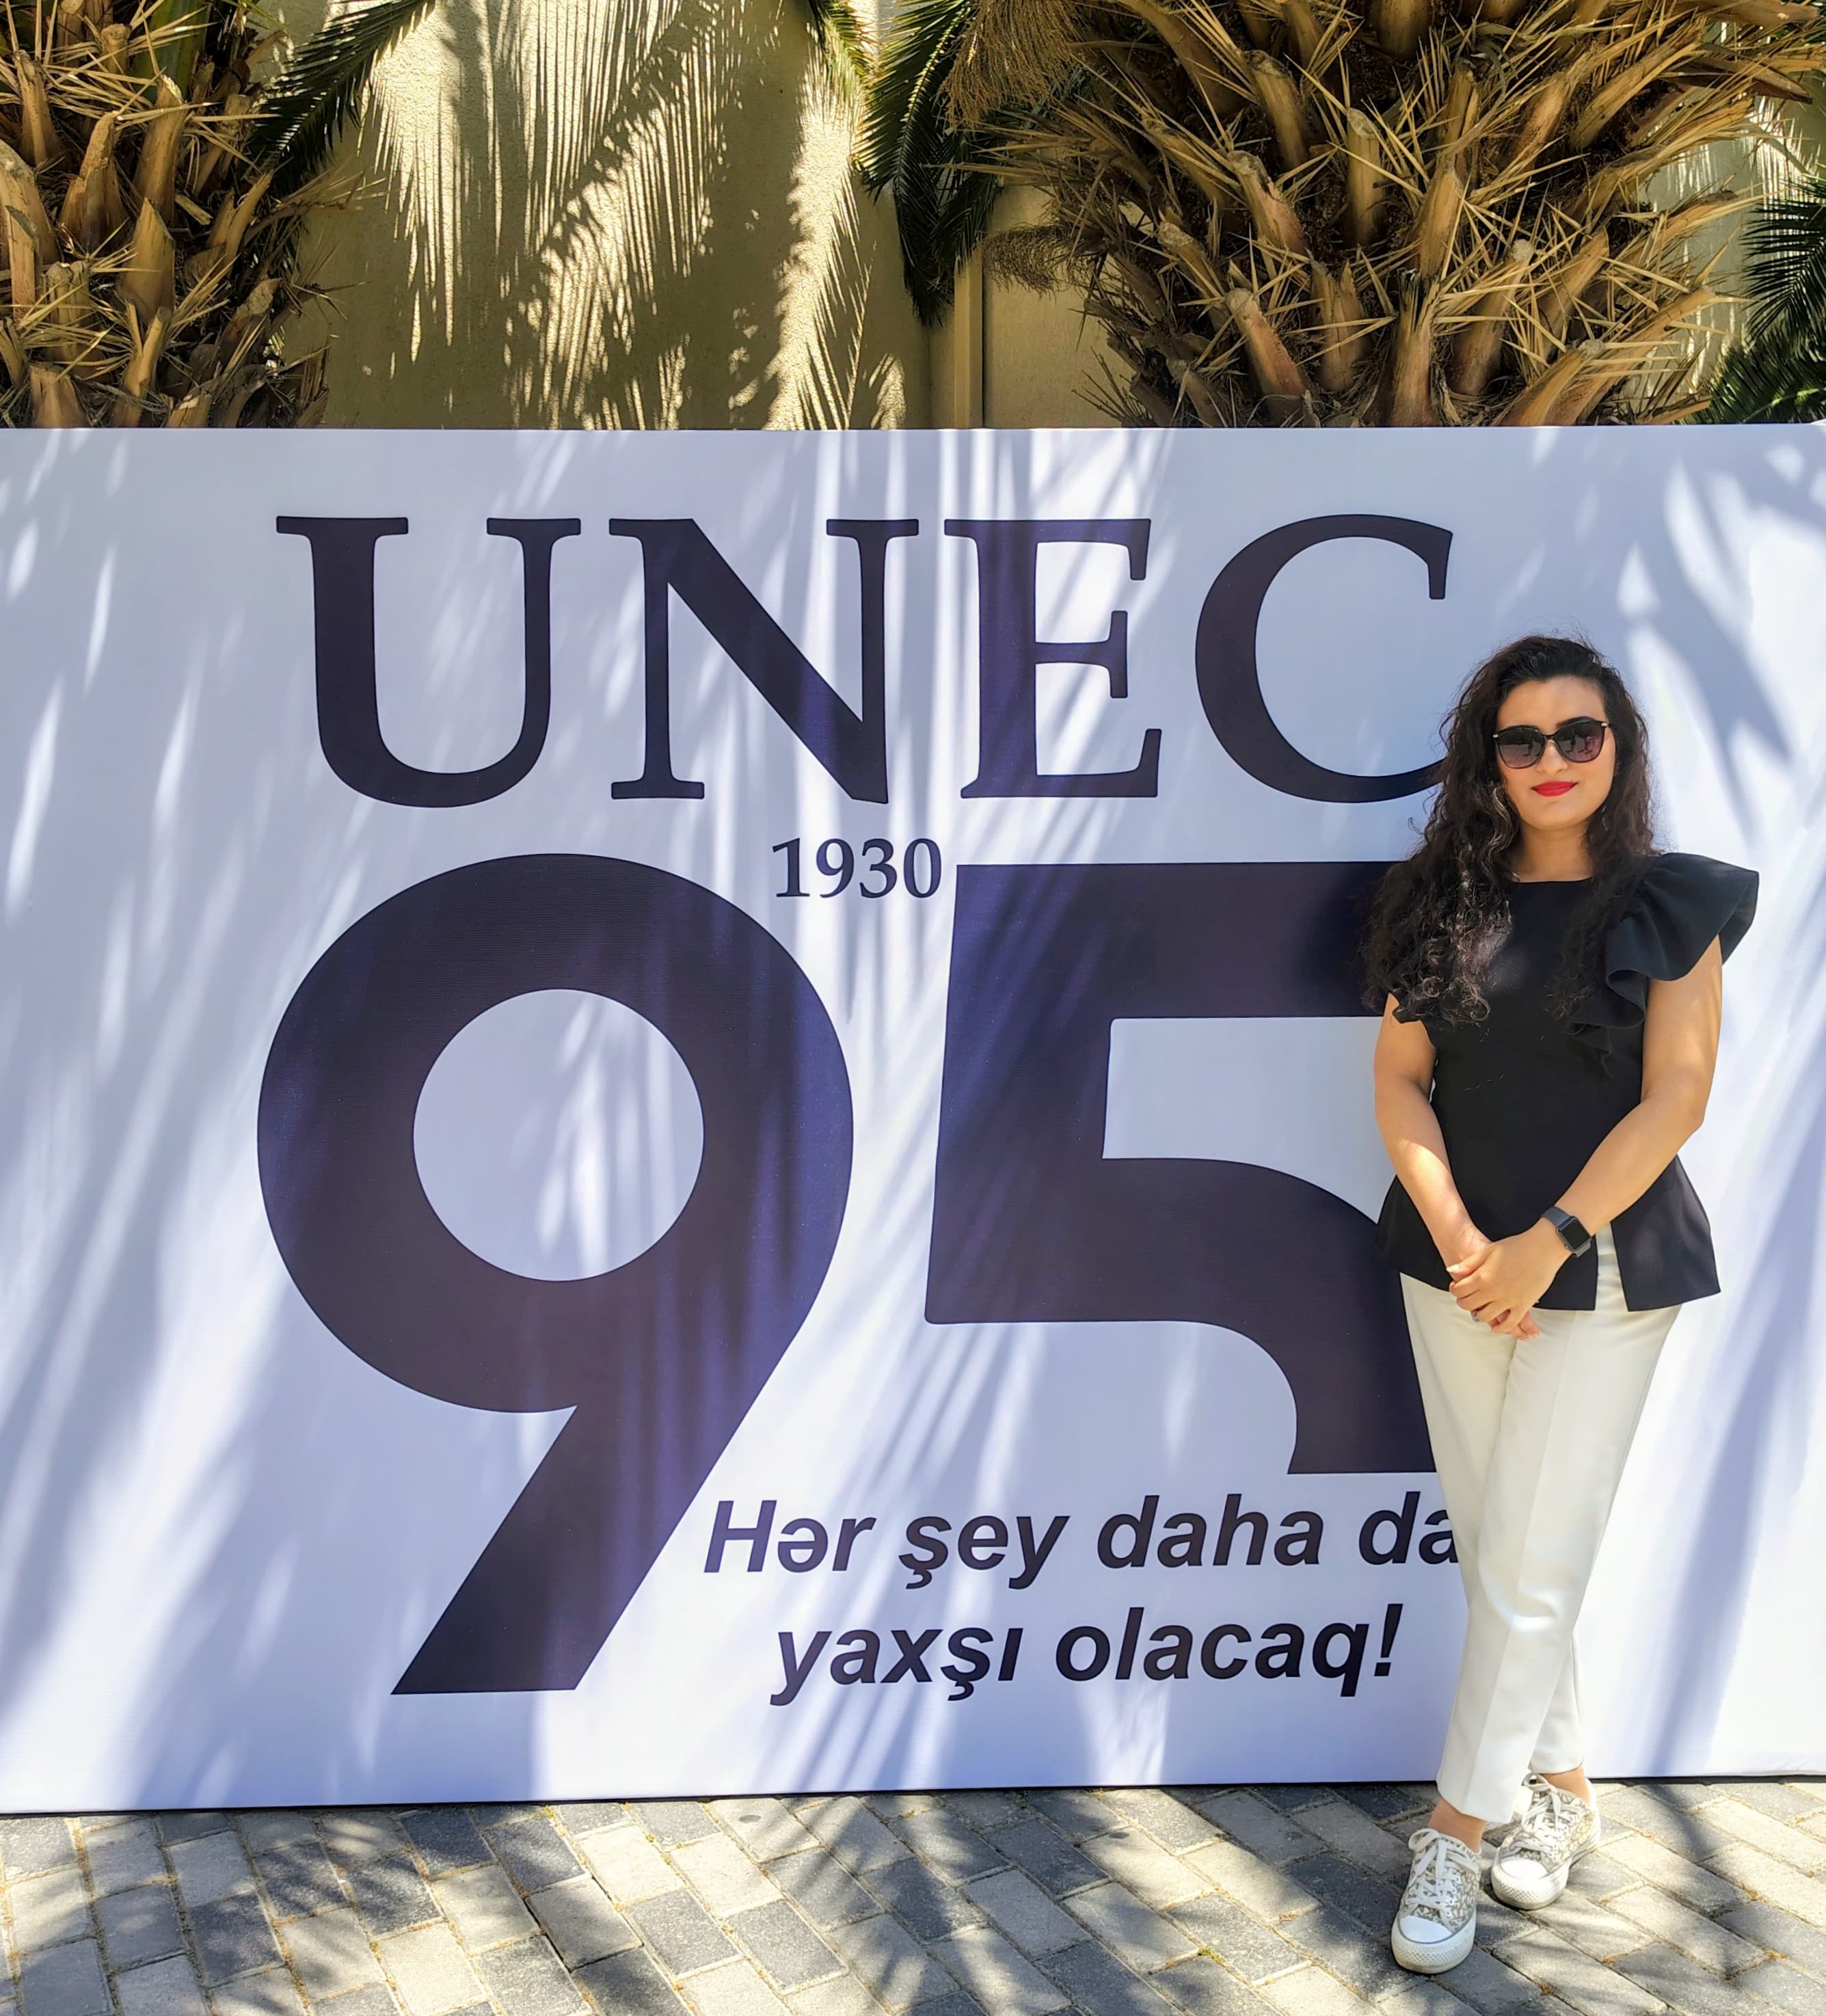 UNEC
1930
95
Hər şey daha da
yaxşı olacaq!